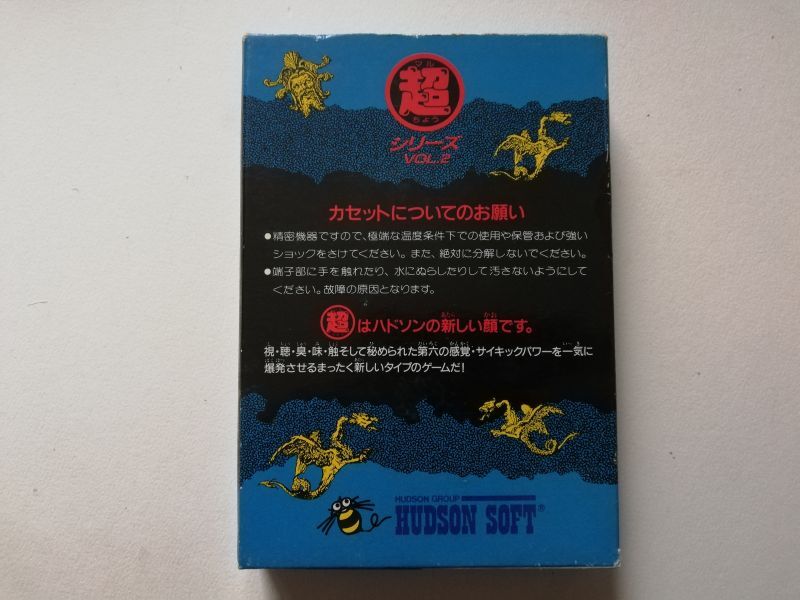 マル
超
ちょう
シリーズ
VOL.2
カセットについてのお願い
●精密機器ですので、極端な温度条件下での使用や保管および強い
ショックをさけてください。また、絶対に分解しないでください。
●端子部に手を触れたり、水にぬらしたりして汚さないようにして
ください。故障の原因となります。
超はハドソンの新しい顔です。
視・聴・臭・味・触そして秘められた第六の感覚・サイキックパワーを一気に
爆発させるまったく新しいタイプのゲームだ!
HUDSON GROUP
HUDSON SOFT®